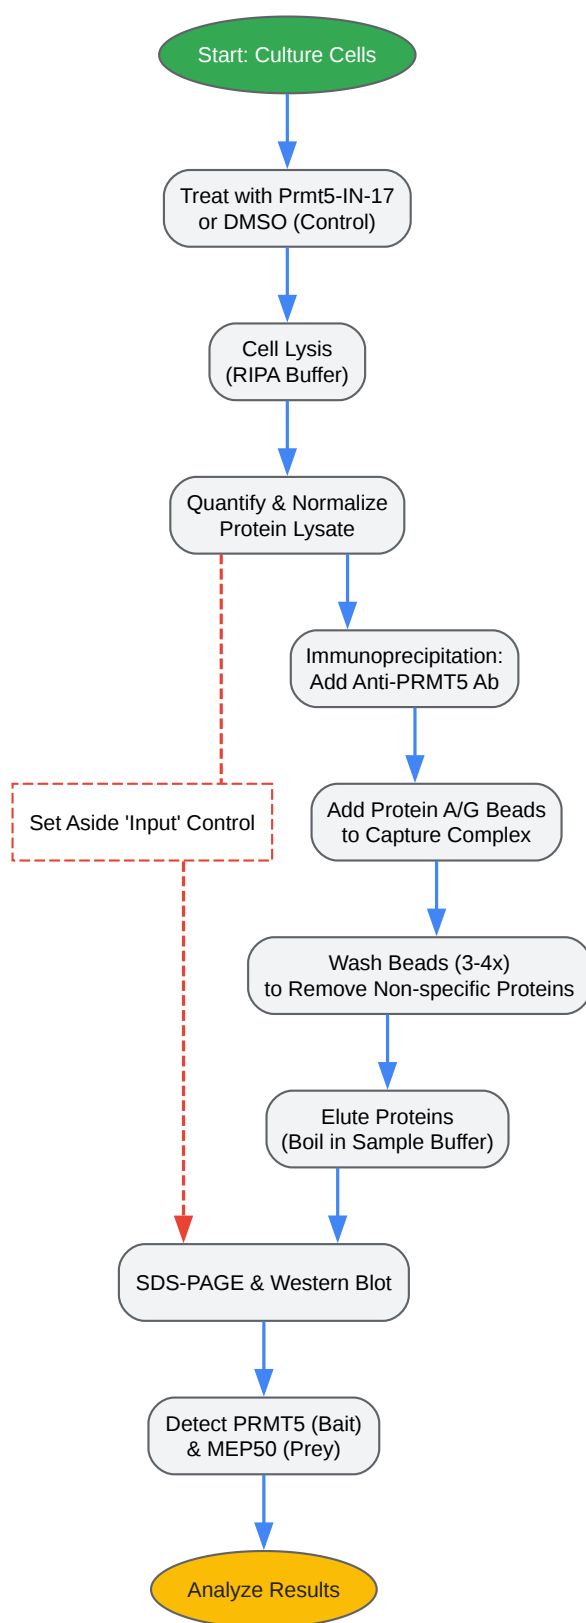 Start: Culture Cells
Treat with Prmt5-IN-17
or DMSO (Control)
Cell Lysis
(RIPA Buffer)
Quantify & Normalize
Protein Lysate
Immunoprecipitation:
Add Anti-PRMT5 Ab
Set Aside 'Input' Control
Add Protein A/G Beads
to Capture Complex
Wash Beads (3-4x)
to Remove Non-specific Proteins
Elute Proteins
(Boil in Sample Buffer)
SDS-PAGE & Western Blot
Detect PRMT5 (Bait)
& MEP50 (Prey)
Analyze Results